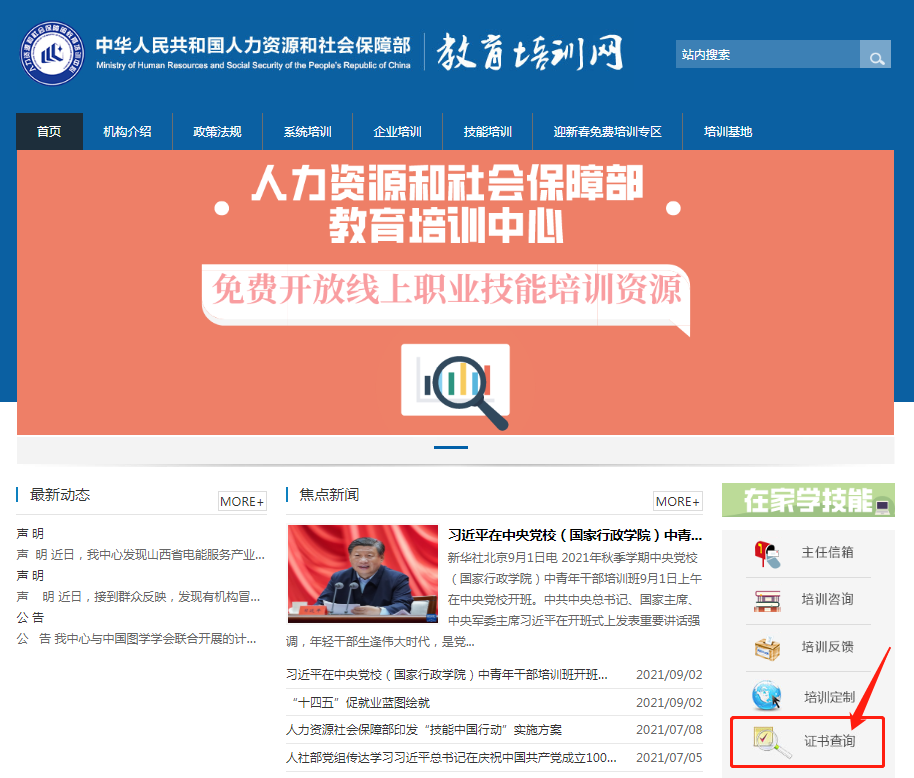 中华人民共和国人力资源和社会保障部
Ministry of Human Resources and Social Security of the People's Republic of China
教育培训网
站内搜索
首页 机构介绍 政策法规 系统培训 企业培训 技能培训 迎新春免费培训专区 培训基地
人力资源和社会保障部
教育培训中心
免费开放线上职业技能培训资源
最新动态
MORE+
声 明
声 明 近日，我中心发现山西省电能服务产业...
声 明
声 明 近日，接到群众反映，发现有机构冒...
公 告
公 告 我中心与中国图学学会联合开展的计...
焦点新闻
MORE+
习近平在中央党校（国家行政学院）中青...
新华社北京9月1日电 2021年秋季学期中央党校
（国家行政学院）中青年干部培训班9月1日上午
在中央党校开班。中共中央总书记、国家主席、
中央军委主席习近平在开班式上发表重要讲话强
调，年轻干部生逢伟大时代，是党...
习近平在中央党校（国家行政学院）中青年干部培训班开班... 2021/09/02
“十四五”促就业蓝图绘就 2021/09/02
人力资源社会保障部印发“技能中国行动”实施方案 2021/07/08
人社部党组传达学习习近平总书记在庆祝中国共产党成立100... 2021/07/05
在家学技能
主任信箱
培训咨询
培训反馈
培训定制
证书查询